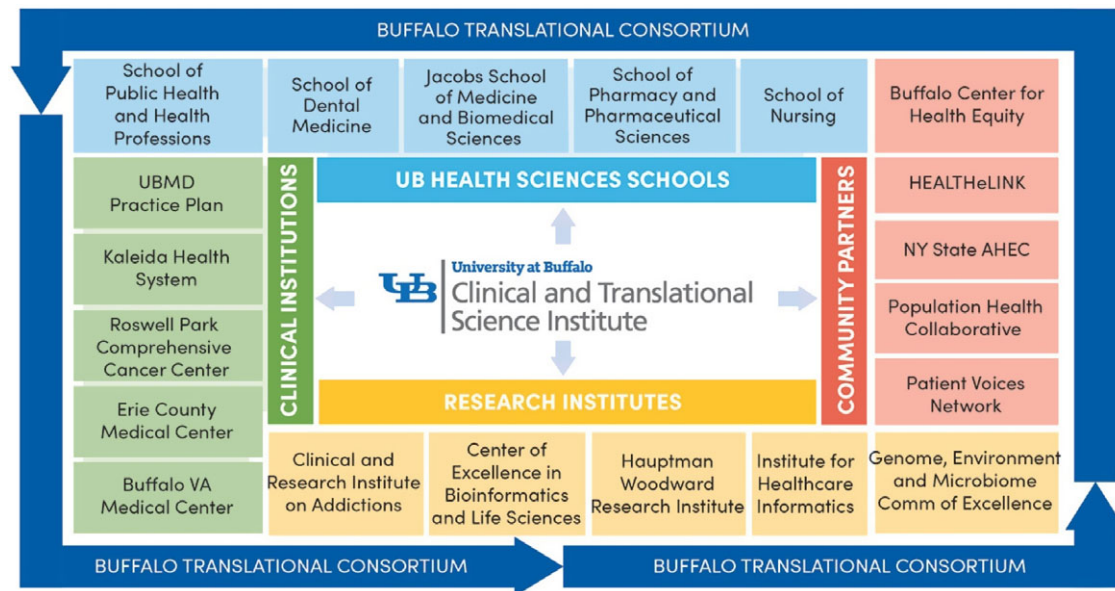 BUFFALO TRANSLATIONAL CONSORTIUM
School of
Public Health
and Health
Professions
School of
Dental
Medicine
Jacobs School
of Medicine
and Biomedical
Sciences
School of
Pharmacy and
Pharmaceutical
Sciences
School of
Nursing
Buffalo Center for
Health Equity
UBMD
Practice Plan
Kaleida Health
System
Roswell Park
Comprehensive
Cancer Center
Erie County
Medical Center
Buffalo VA
Medical Center
CLINICAL INSTITUTIONS
UB HEALTH SCIENCES SCHOOLS
UB
University at Buffalo
Clinical and Translational
Science Institute
RESEARCH INSTITUTES
COMMUNITY PARTNERS
HEALTHeLINK
NY State AHEC
Population Health
Collaborative
Patient Voices
Network
Clinical and
Research Institute
on Addictions
Center of
Excellence in
Bioinformatics
and Life Sciences
Hauptman
Woodward
Research Institute
Institute for
Healthcare
Informatics
Genome, Environment
and Microbiome
Comm of Excellence
BUFFALO TRANSLATIONAL CONSORTIUM
BUFFALO TRANSLATIONAL CONSORTIUM